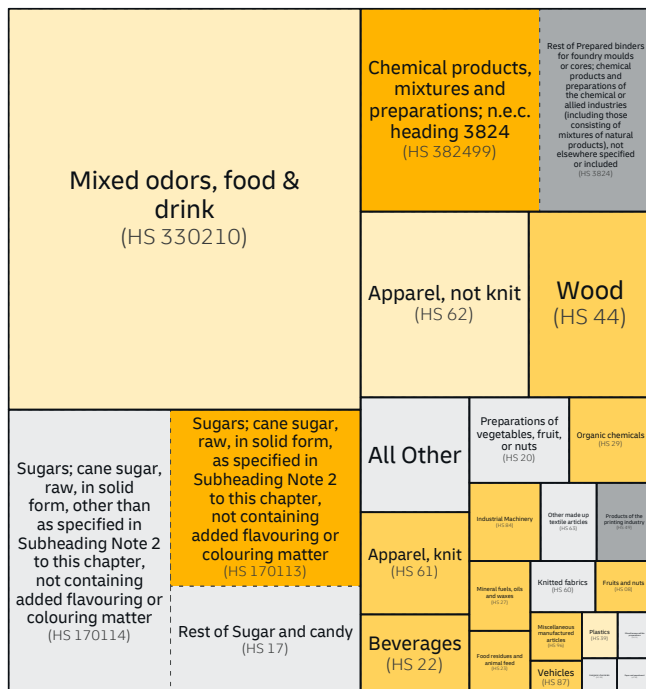 Mixed odors, food &
drink
(HS 330210)
Chemical products,
mixtures and
preparations; n.e.c.
heading 3824
(HS 382499)
Rest of Prepared binders
for foundry moulds
or cores; chemical
products and
preparations of
the chemical or
allied industries
(including those
consisting of
mixtures of natural
products), not
elsewhere specified
or included
(HS 3824)
Apparel, not knit
(HS 62)
Wood
(HS 44)
Sugars; cane sugar,
raw, in solid
form, other than
as specified in
Subheading Note 2
to this chapter,
not containing
added flavouring or
colouring matter
(HS 170114)
Sugars; cane sugar,
raw, in solid form,
as specified in
Subheading Note 2
to this chapter,
not containing
added flavouring
or colouring matter
(HS 170113)
Rest of Sugar and candy
(HS 17)
All Other
Preparations of
vegetables, fruit,
or nuts
(HS 20)
Organic chemicals
(HS 29)
Apparel, knit
(HS 61)
Industrial Machinery
(HS 84)
Other made up
textile articles
(HS 63)
Products of the
printing industry
(HS 49)
Mineral fuels, oils
and waxes
(HS 27)
Knitted fabrics
(HS 60)
Fruits and nuts
(HS 08)
Beverages
(HS 22)
Food residues and
animal feed
(HS 23)
Miscellaneous
manufactured
articles
(HS 96)
Plastics
(HS 39)
Vehicles
(HS 87)